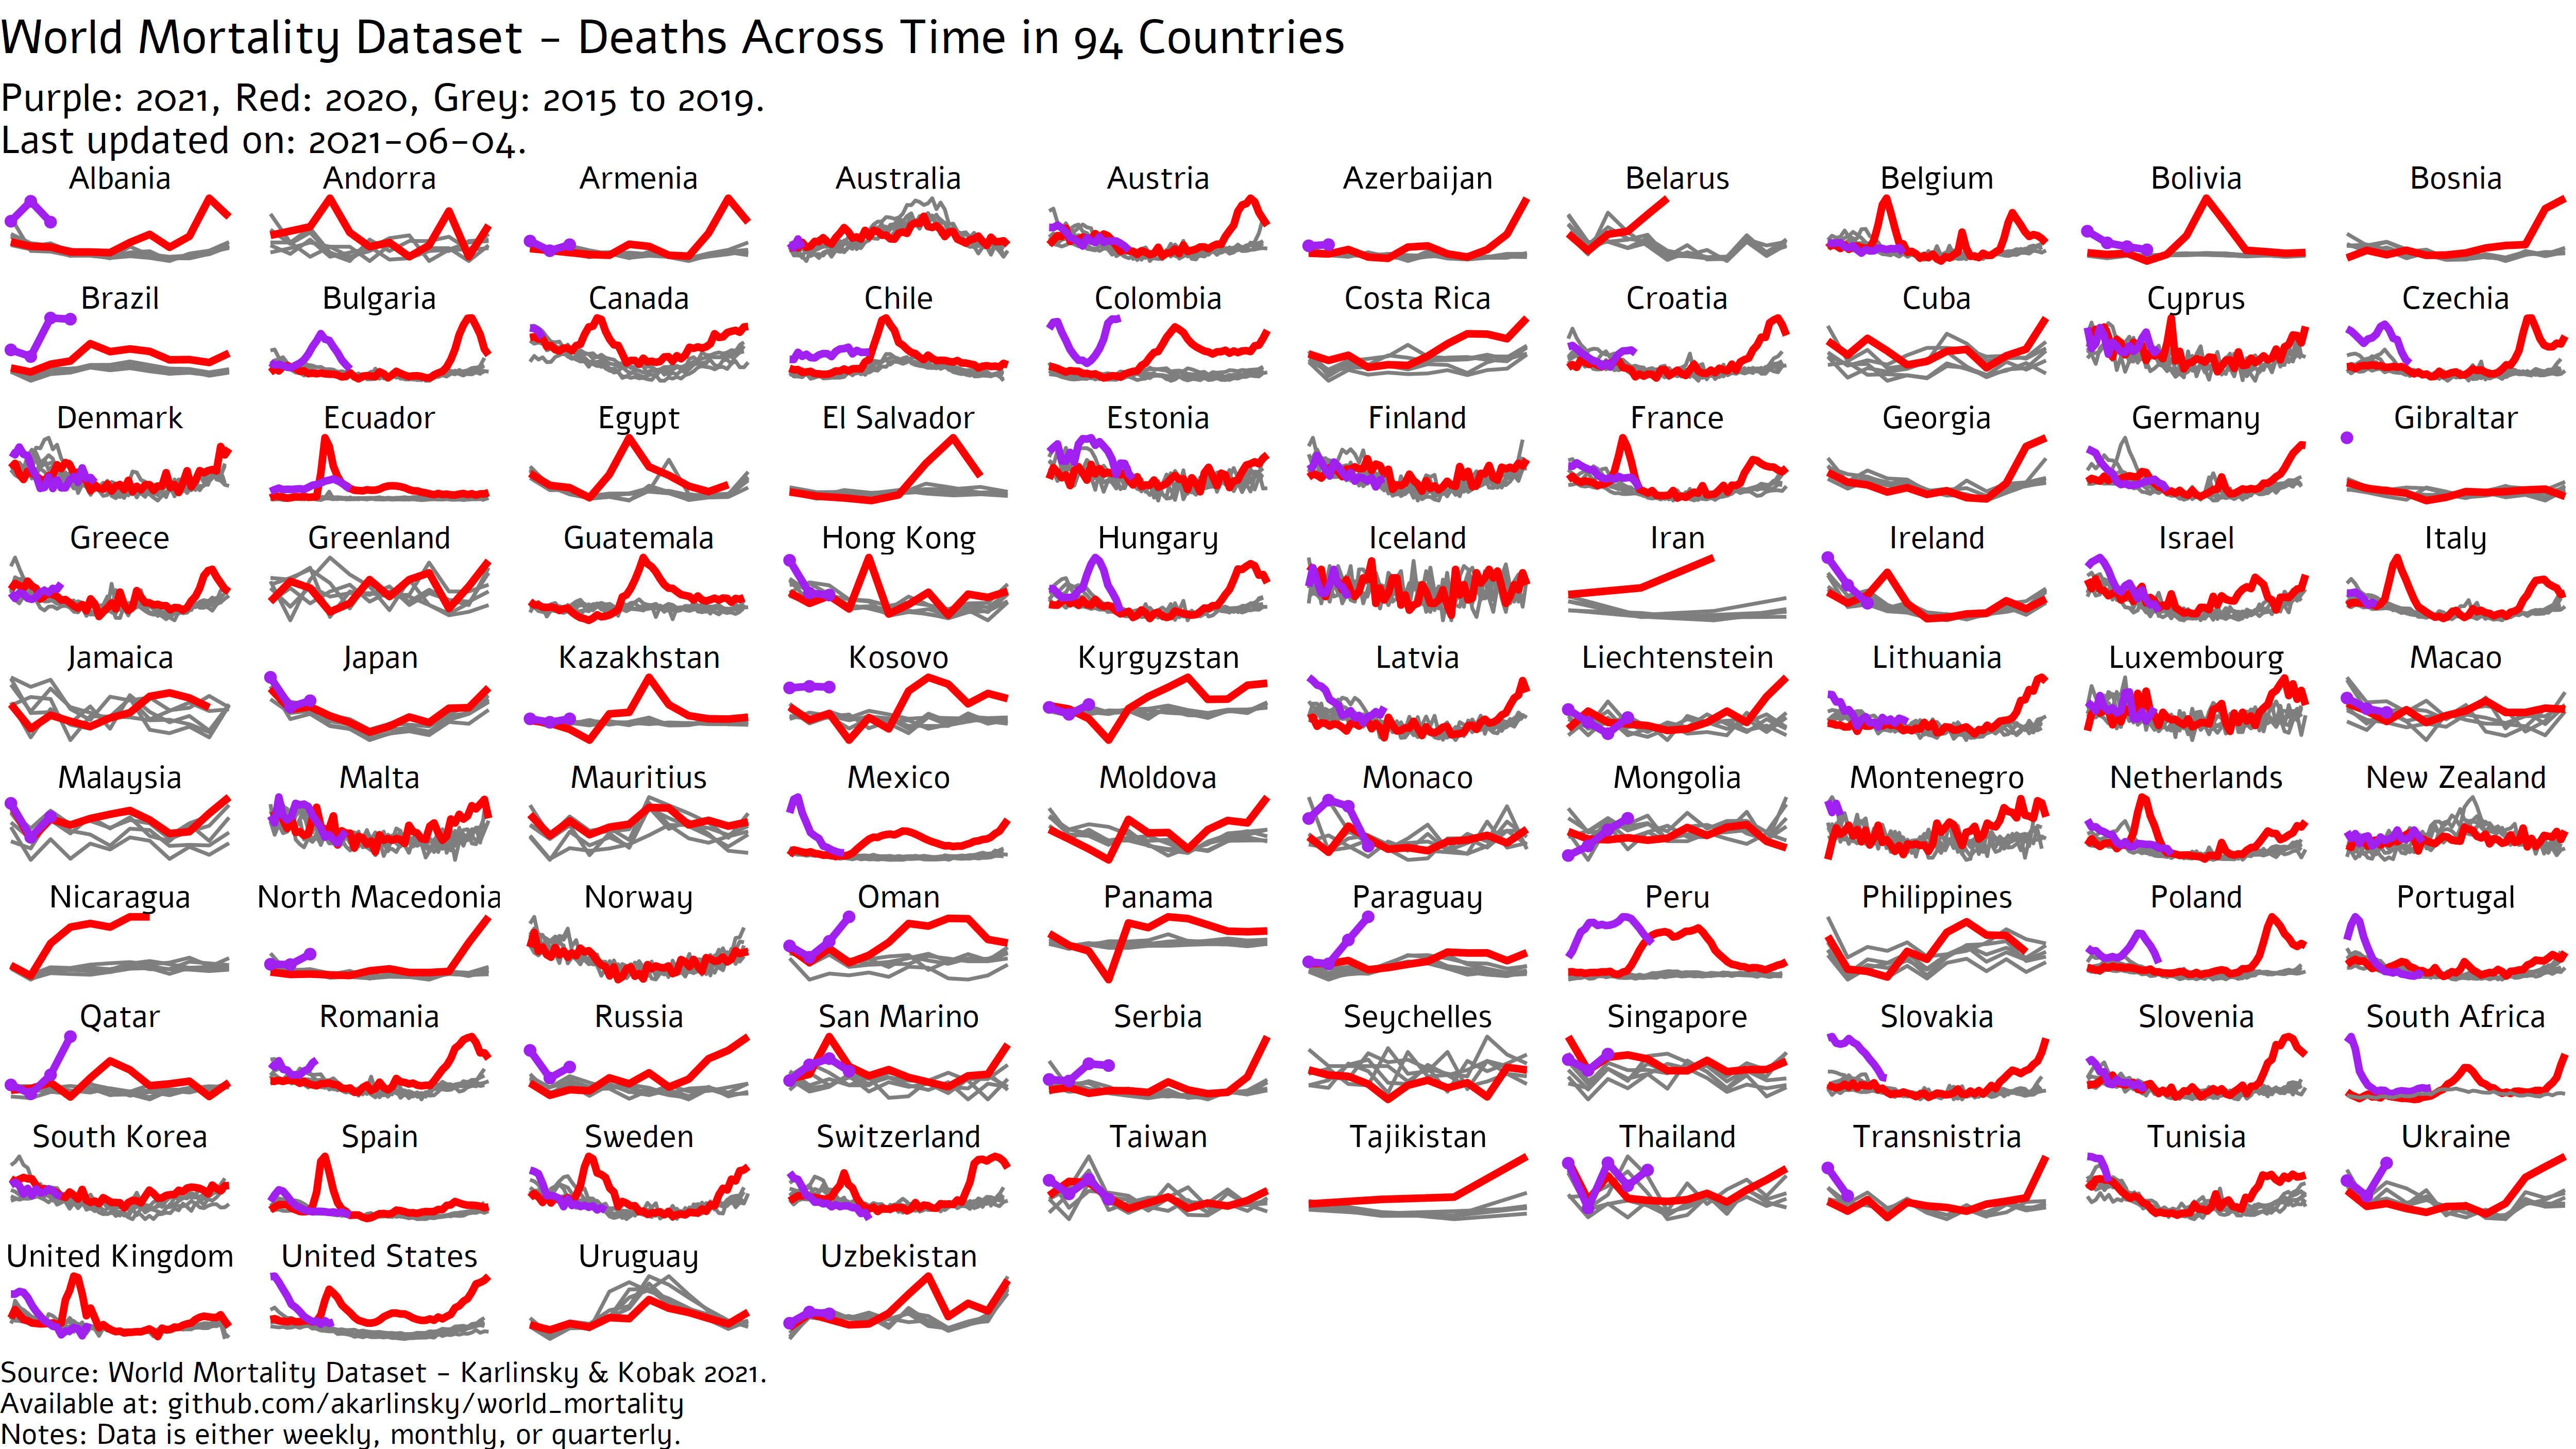 World Mortality Dataset - Deaths Across Time in 94 Countries
Purple: 2021, Red: 2020, Grey: 2015 to 2019.
Last updated on: 2021-06-04.
Albania Andorra Armenia Australia Austria Azerbaijan Belarus Belgium Bolivia Bosnia
Brazil Bulgaria Canada Chile Colombia Costa Rica Croatia Cuba Cyprus Czechia
Denmark Ecuador Egypt El Salvador Estonia Finland France Georgia Germany Gibraltar
Greece Greenland Guatemala Hong Kong Hungary Iceland Iran Ireland Israel Italy
Jamaica Japan Kazakhstan Kosovo Kyrgyzstan Latvia Liechtenstein Lithuania Luxembourg Macao
Malaysia Malta Mauritius Mexico Moldova Monaco Mongolia Montenegro Netherlands New Zealand
Nicaragua North Macedonia Norway Oman Panama Paraguay Peru Philippines Poland Portugal
Qatar Romania Russia San Marino Serbia Seychelles Singapore Slovakia Slovenia South Africa
South Korea Spain Sweden Switzerland Taiwan Tajikistan Thailand Transnistria Tunisia Ukraine
United Kingdom United States Uruguay Uzbekistan
Source: World Mortality Dataset - Karlinsky & Kobak 2021.
Available at: github.com/akarlinsky/world_mortality
Notes: Data is either weekly, monthly, or quarterly.